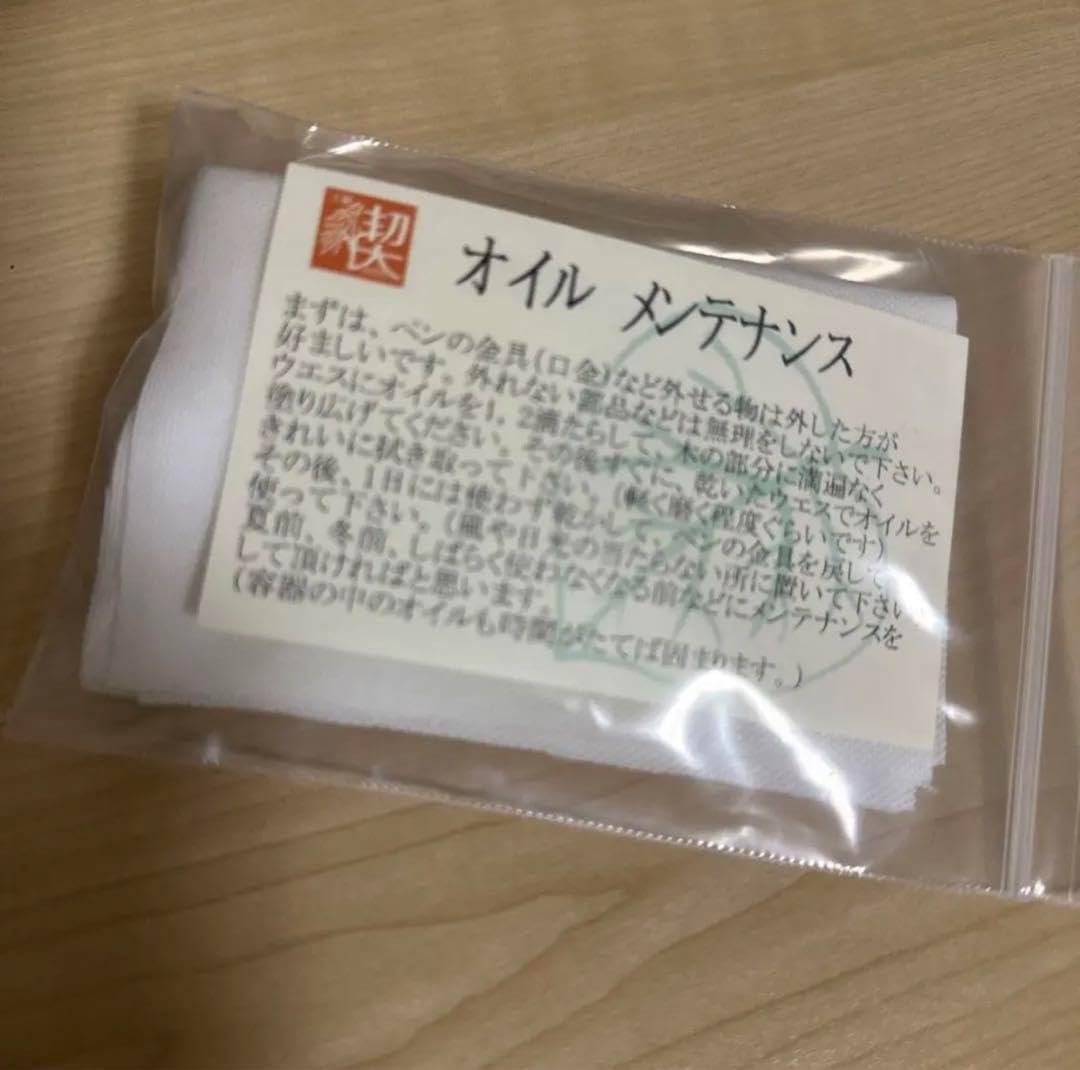 契
オイル メンテナンス
まずは、ペンの金具(口金)など外せる物は外した方が
好ましいです。外れない部品などは無理をしないで下さい。
ウエスにオイルを1，2滴たらして、木の部分に満遍なく
塗り広げてください。その後すぐに、乾いたウエスでオイルを
きれいに拭き取って下さい。(軽く磨く程度ぐらいです)
その後、1日には使わず乾かして、ペンの金具を戻して
使って下さい。(風や日光の当たらない所に置いて下さい
夏前、冬前、しばらく使わなくなる前などにメンテナンスを
して頂ければと思います。
(容器の中のオイルも時間がたてば固まります。)